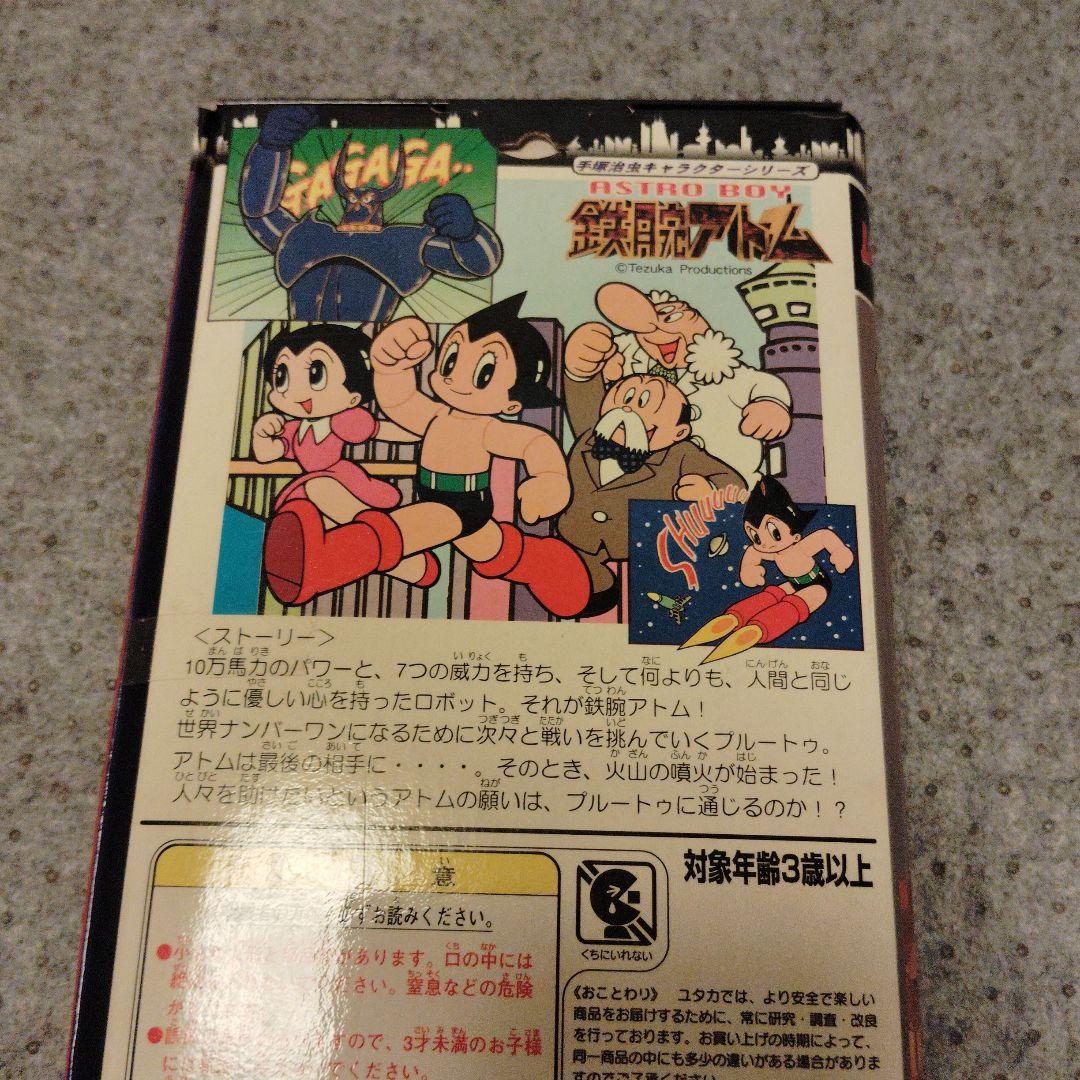 GAGAGA..
手塚治虫キャラクターシリーズ
ASTRO BOY
鉄腕アトム
©Tezuka Productions
SHUUUUU
<ストーリー>
10万馬力のパワーと、7つの威力を持ち、そして何よりも、人間と同じ
ように優しい心を持ったロボット。それが鉄腕アトム!
世界ナンバーワンになるために次々と戦いを挑んでいくプルートゥ。
アトムは最後の相手に・・・・。そのとき、火山の噴火が始まった!
人々を助けたいというアトムの願いは、プルートゥに通じるのか!?
対象年齢3歳以上
意
必ずお読みください。
くちにいれない
●小 があります。口の中には
ださい。窒息などの危険
が
すので、3才未満のお子様
には
《おことわり》 ユタカでは、より安全で楽しい
商品をお届けするために、常に研究・調査・改良
を行っております。お買い上げの時期によって、
同一商品の中にも多少の違いがある場合がありま
すのでご了承ください。